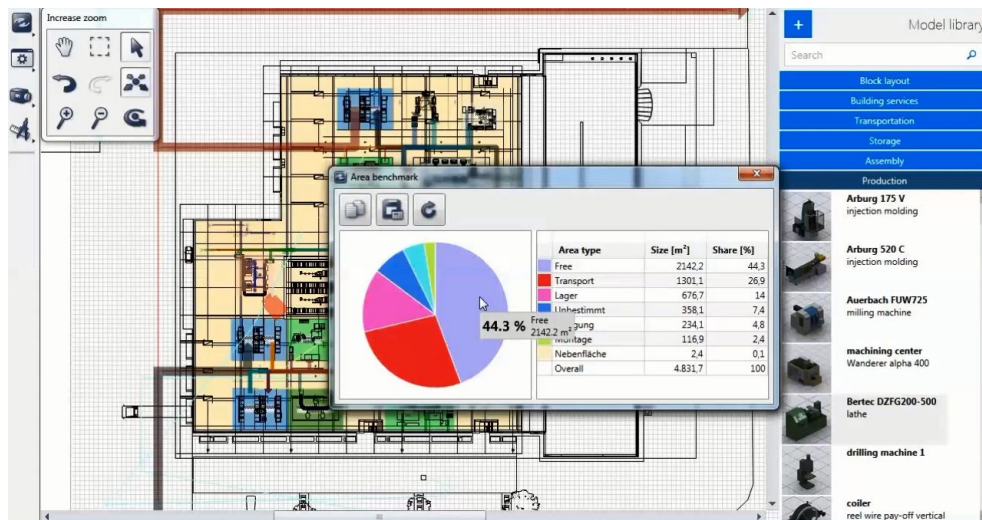 Increase zoom
Model library
Search
Block layout
Building services
Transportation
Storage
Assembly
Production
Arburg 175 V
injection molding
Arburg 520 C
injection molding
Auerbach FUW725
milling machine
machining center
Wanderer alpha 400
Bertec DZFG200-500
lathe
drilling machine 1
coiler
reel wire pay-off vertical
Area benchmark
Area type Size [m²] Share [%]
Free 2142,2 44,3
Transport 1301,1 26,9
Lager 676,7 14
Unbestimmt 358,1 7,4
gung 234,1 4,8
Montage 116,9 2,4
Nebenfläche 2,4 0,1
Overall 4.831,7 100
44.3 % Free
2142.2 m²